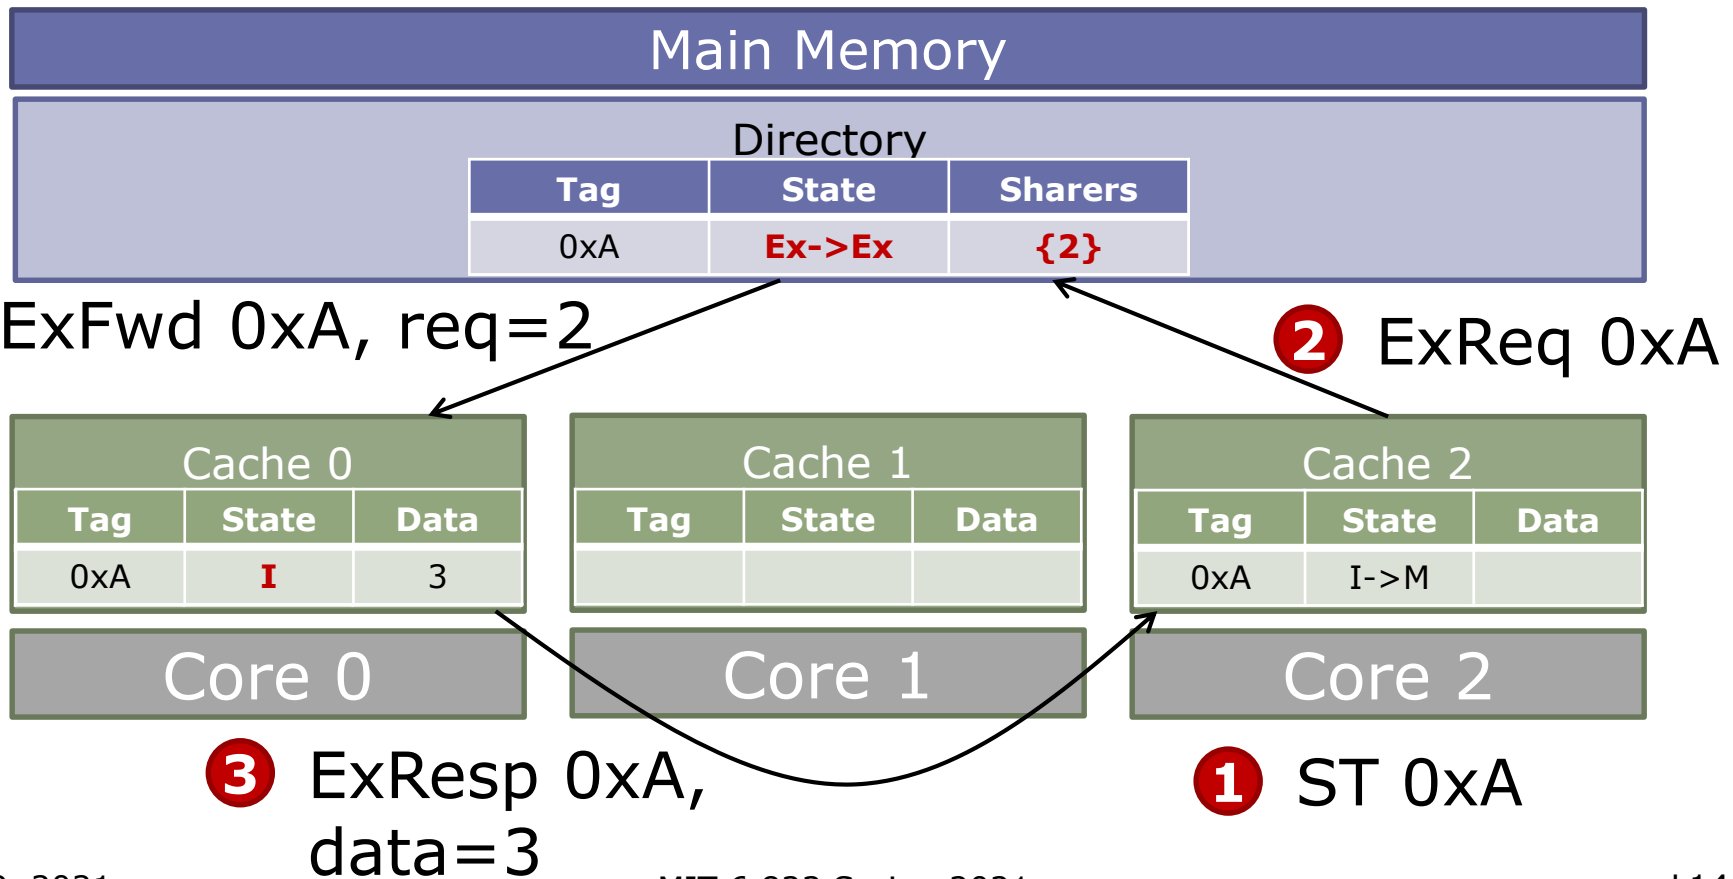 Main Memory
Directory
Tag State Sharers
0xA Ex->Ex {2}
ExFwd 0xA, req=2
2 ExReq 0xA
Cache 0 Cache 1 Cache 2
Tag State Data Tag State Data Tag State Data
0xA I 3 0xA I->M
Core 0 Core 1 Core 2
3 ExResp 0xA,
data=3
1 ST 0xA
2021